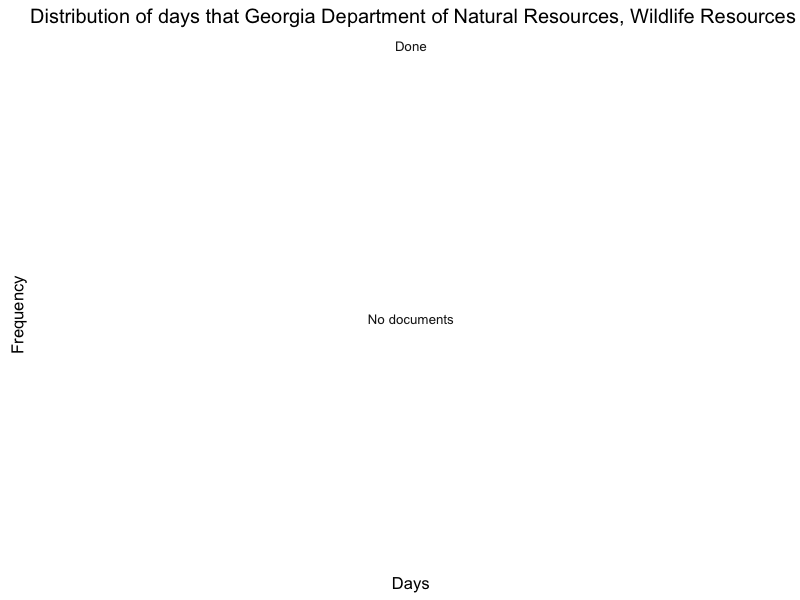 Distribution of days that Georgia Department of Natural Resources, Wildlife Resources
Done
Frequency
No documents
Days